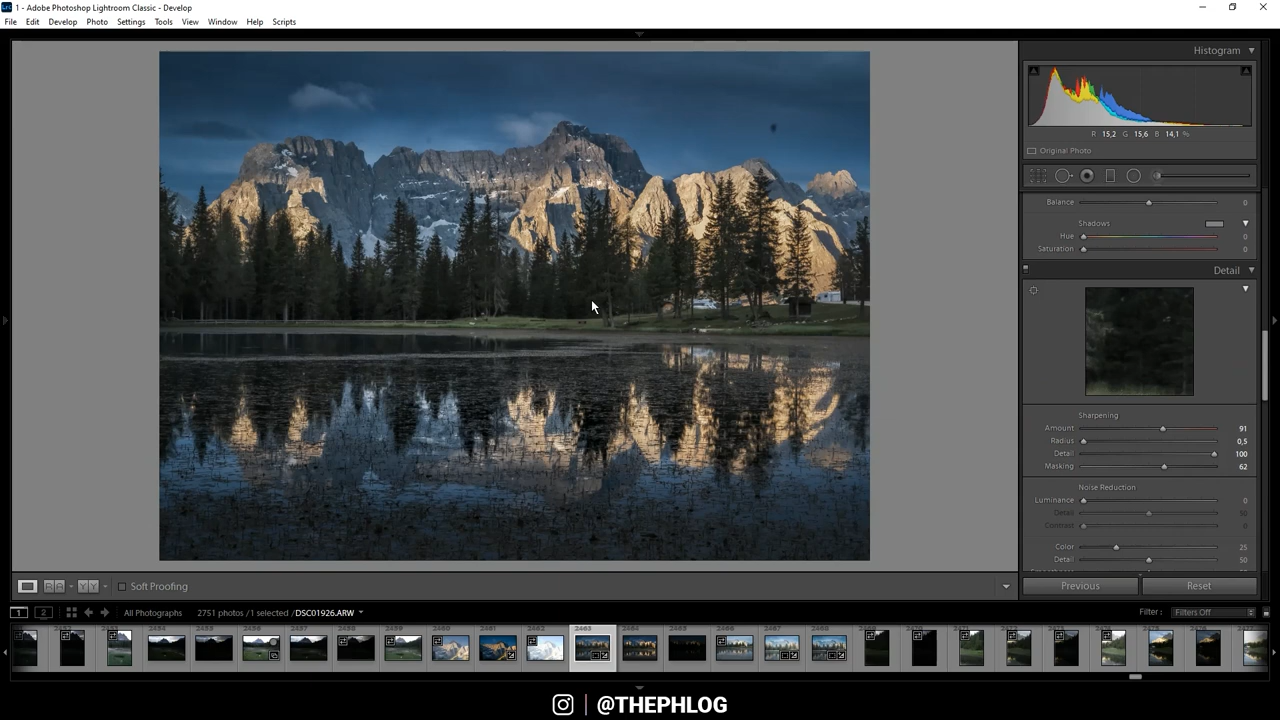 1 - Adobe Photoshop Lightroom Classic - Develop
File Edit Develop Photo Settings Tools View Window Help Scripts
Histogram
R 15,2 G 15,6 B 14,1 %
Original Photo
Balance 0
Shadows
Hue 0
Saturation 0
Detail
Sharpening
Amount 91
Radius 0,5
Detail 100
Masking 62
Noise Reduction
Luminance 0
Detail 50
Contrast 0
Color 25
Detail 50
Soft Proofing
Previous Reset
1 2 All Photographs 2751 photos / 1 selected / DSC01926.ARW Filter : Filters Off
@THEPHLOG